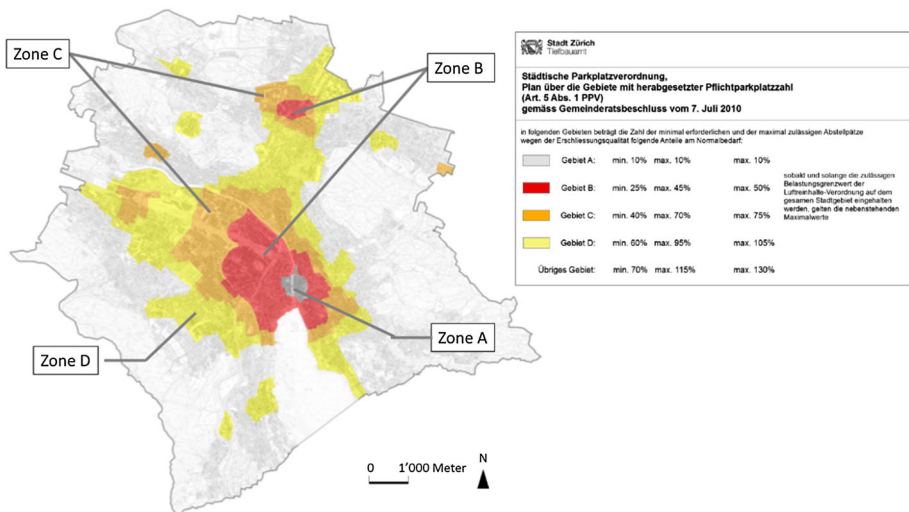 Zone C
Zone B
Zone A
Zone D
0 1'000 Meter
N
Stadt Zürich
Tiefbauamt
Städtische Parkplatzverordnung,
Plan über die Gebiete mit herabgesetzter Pflichtparkplatzzahl
(Art. 5 Abs. 1 PPV)
gemäss Gemeinderatsbeschluss vom 7. Juli 2010
in folgenden Gebieten beträgt die Zahl der minimal erforderlichen und der maximal zulässigen Abstellpätze
wegen der Erschliessungsqualität folgende Anteile am Normalbedarf:
Gebiet A: min. 10% max. 10% max. 10%
Gebiet B: min. 25% max. 45% max. 50%
Gebiet C: min. 40% max. 70% max. 75%
Gebiet D: min. 60% max. 95% max. 105%
Übriges Gebiet: min. 70% max. 115% max. 130%
sobald und solange die zulässigen
Belastungsgrenzwert der
Luftreinhalte-Verordnung auf dem
gesamen Stadtgebiet eingehalten
werden, gelten die nebenstehenden
Maximalwerte